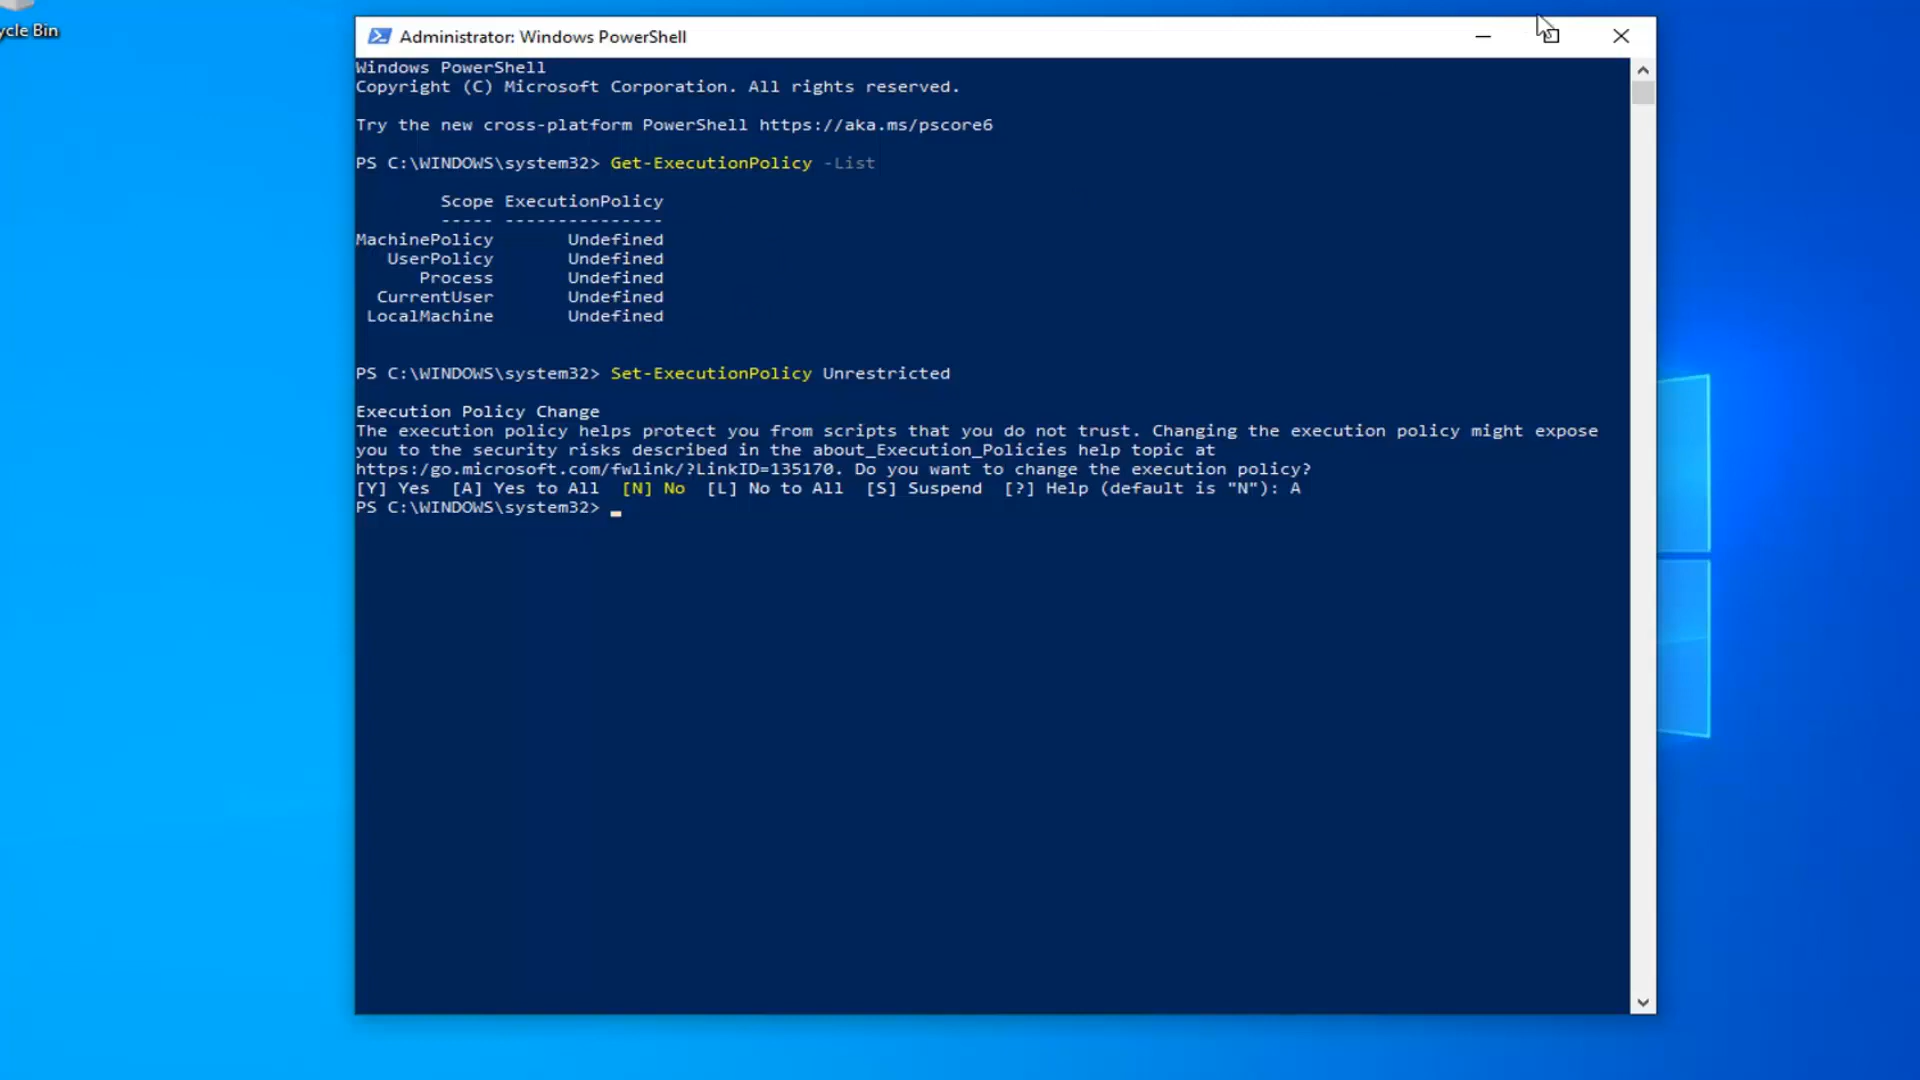 ycle Bin
Administrator: Windows PowerShell
Windows PowerShell
Copyright (C) Microsoft Corporation. All rights reserved.
Try the new cross-platform PowerShell https://aka.ms/pscore6
PS C:\WINDOWS\system32> Get-ExecutionPolicy -List
Scope ExecutionPolicy
----- ---------------
MachinePolicy Undefined
UserPolicy Undefined
Process Undefined
CurrentUser Undefined
LocalMachine Undefined
PS C:\WINDOWS\system32> Set-ExecutionPolicy Unrestricted
Execution Policy Change
The execution policy helps protect you from scripts that you do not trust. Changing the execution policy might expose
you to the security risks described in the about_Execution_Policies help topic at
https:/go.microsoft.com/fwlink/?LinkID=135170. Do you want to change the execution policy?
[Y] Yes [A] Yes to All [N] No [L] No to All [S] Suspend [?] Help (default is "N"): A
PS C:\WINDOWS\system32>